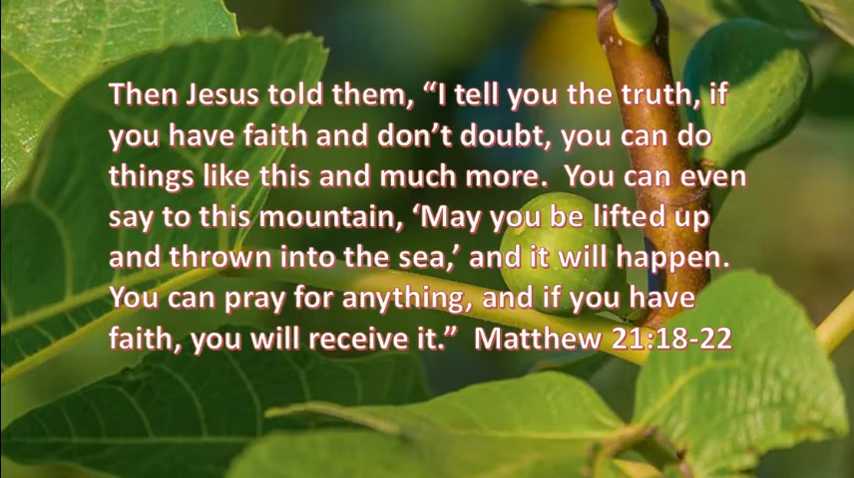 Then Jesus told them, “I tell you the truth, if
you have faith and don’t doubt, you can do
things like this and much more.  You can even
say to this mountain, ‘May you be lifted up
and thrown into the sea,’ and it will happen.
You can pray for anything, and if you have
faith, you will receive it.”  Matthew 21:18-22